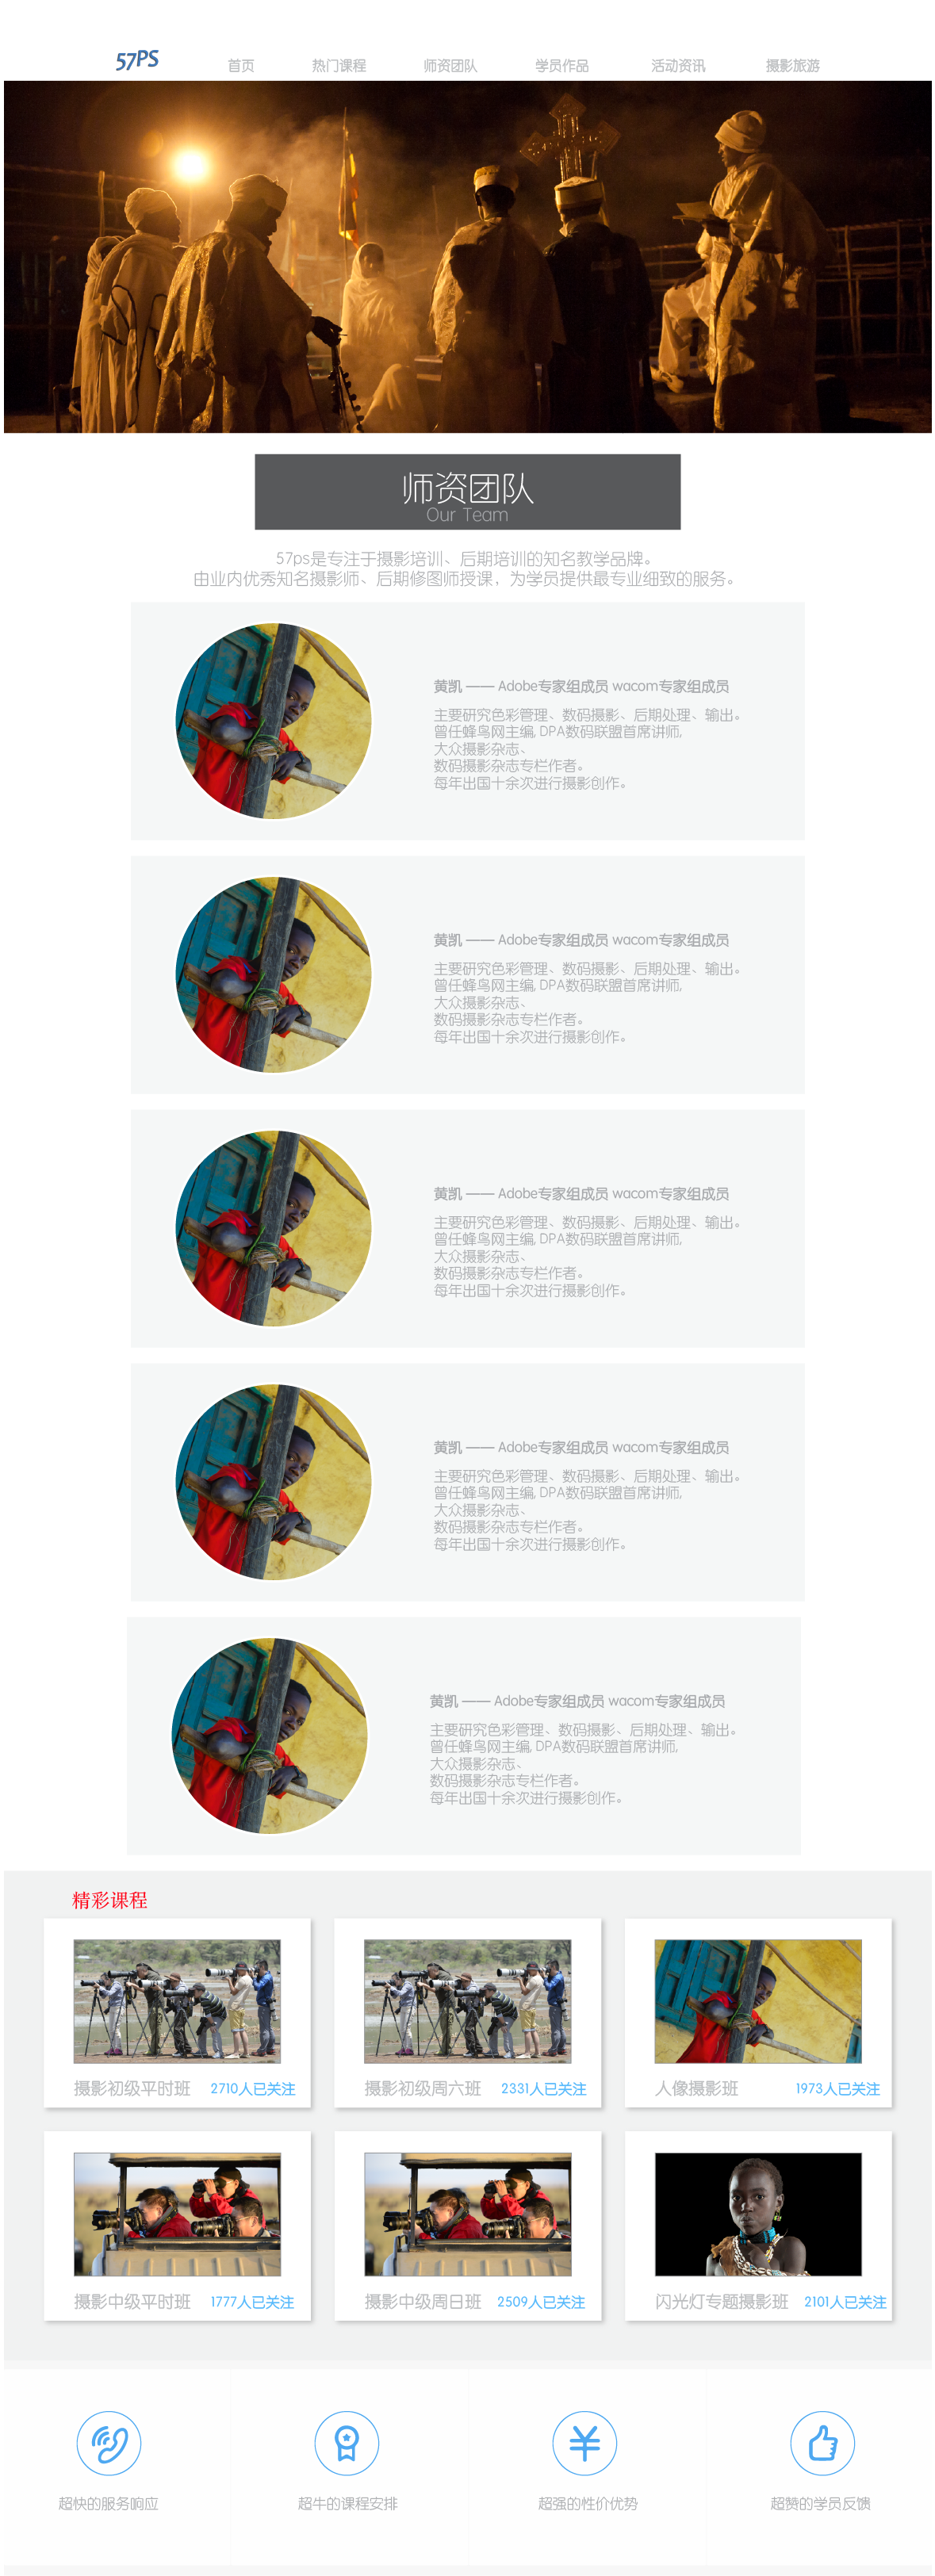 57PS
首页 热门课程 师资团队 学员作品 活动资讯 摄影旅游
师资团队
Our Team
57ps是专注于摄影培训、后期培训的知名教学品牌。
由业内优秀知名摄影师、后期修图师授课，为学员提供最专业细致的服务。
黄凯 —— Adobe专家组成员 wacom专家组成员
主要研究色彩管理、数码摄影、后期处理、输出。
曾任蜂鸟网主编, DPA数码联盟首席讲师,
大众摄影杂志、
数码摄影杂志专栏作者。
每年出国十余次进行摄影创作。
黄凯 —— Adobe专家组成员 wacom专家组成员
主要研究色彩管理、数码摄影、后期处理、输出。
曾任蜂鸟网主编, DPA数码联盟首席讲师,
大众摄影杂志、
数码摄影杂志专栏作者。
每年出国十余次进行摄影创作。
黄凯 —— Adobe专家组成员 wacom专家组成员
主要研究色彩管理、数码摄影、后期处理、输出。
曾任蜂鸟网主编, DPA数码联盟首席讲师,
大众摄影杂志、
数码摄影杂志专栏作者。
每年出国十余次进行摄影创作。
黄凯 —— Adobe专家组成员 wacom专家组成员
主要研究色彩管理、数码摄影、后期处理、输出。
曾任蜂鸟网主编, DPA数码联盟首席讲师,
大众摄影杂志、
数码摄影杂志专栏作者。
每年出国十余次进行摄影创作。
黄凯 —— Adobe专家组成员 wacom专家组成员
主要研究色彩管理、数码摄影、后期处理、输出。
曾任蜂鸟网主编, DPA数码联盟首席讲师,
大众摄影杂志、
数码摄影杂志专栏作者。
每年出国十余次进行摄影创作。
精彩课程
摄影初级平时班 2710人已关注
摄影初级周六班 2331人已关注
人像摄影班 1973人已关注
摄影中级平时班 1777人已关注
摄影中级周日班 2509人已关注
闪光灯专题摄影班 2101人已关注
超快的服务响应
超牛的课程安排
超强的性价优势
超赞的学员反馈